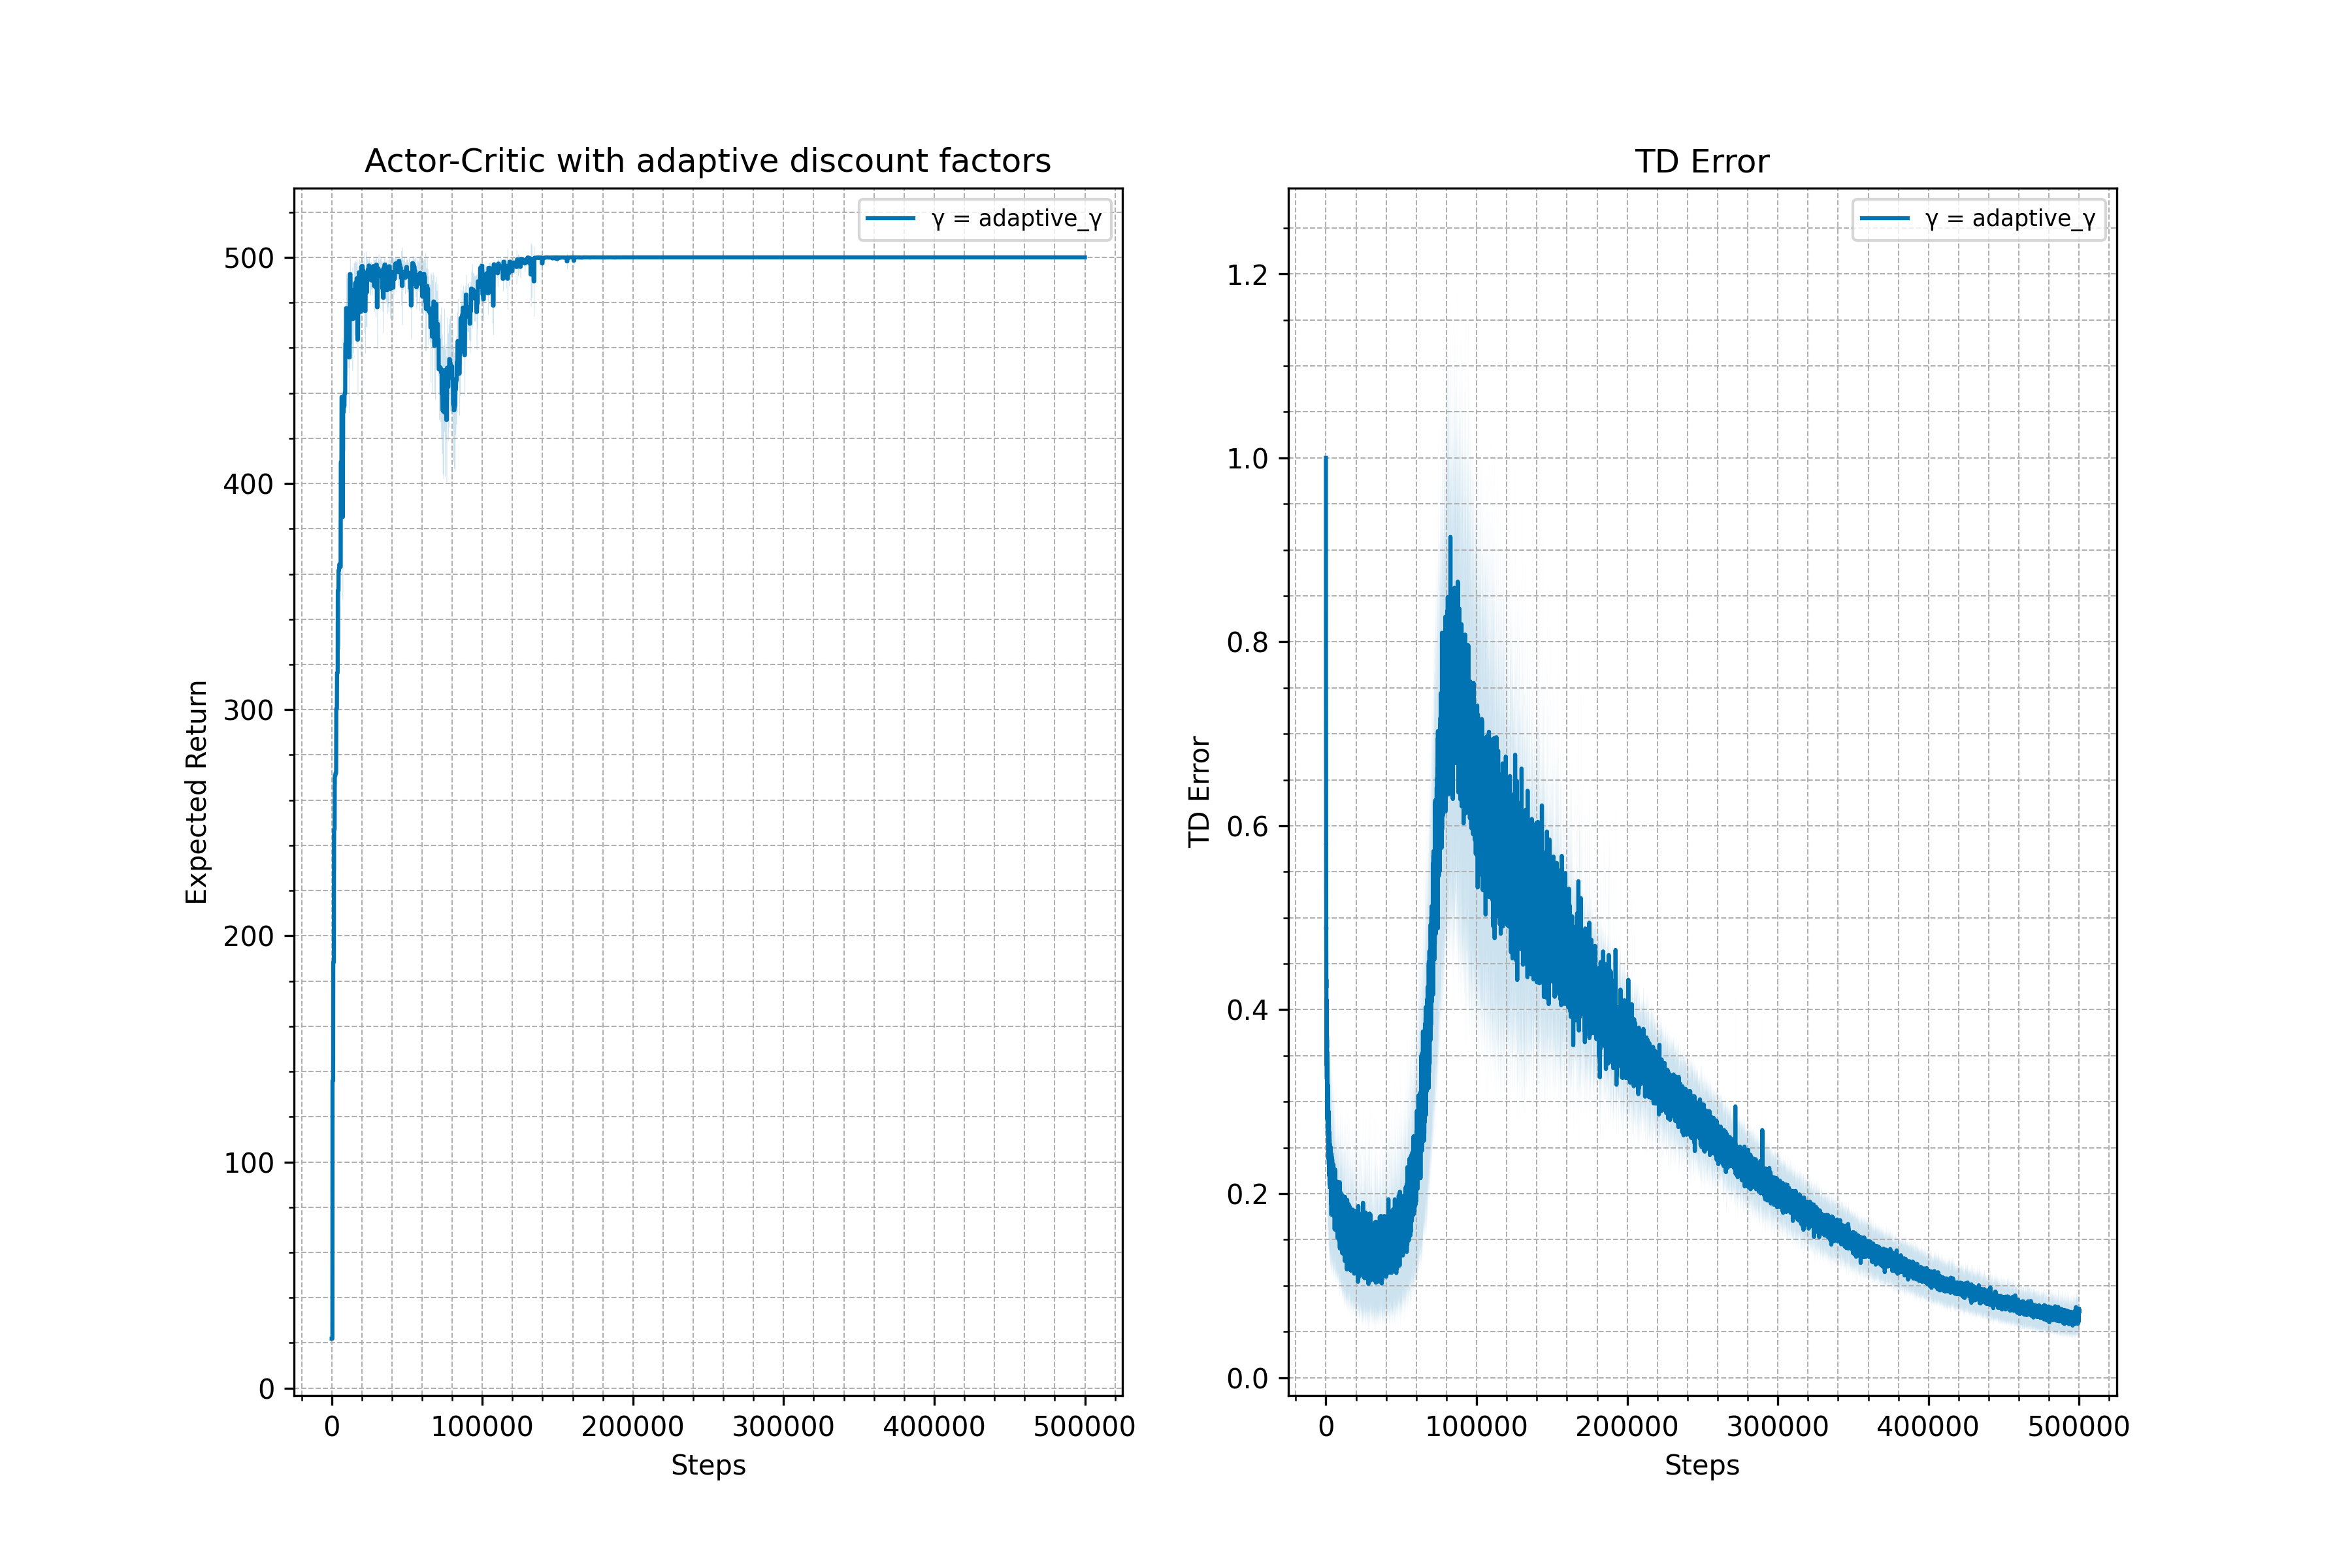 Actor-Critic with adaptive discount factors
γ = adaptive_γ
500
400
300
200
100
0
Expected Return
0 100000 200000 300000 400000 500000
Steps
TD Error
γ = adaptive_γ
1.2
1.0
0.8
0.6
0.4
0.2
0.0
TD Error
0 100000 200000 300000 400000 500000
Steps